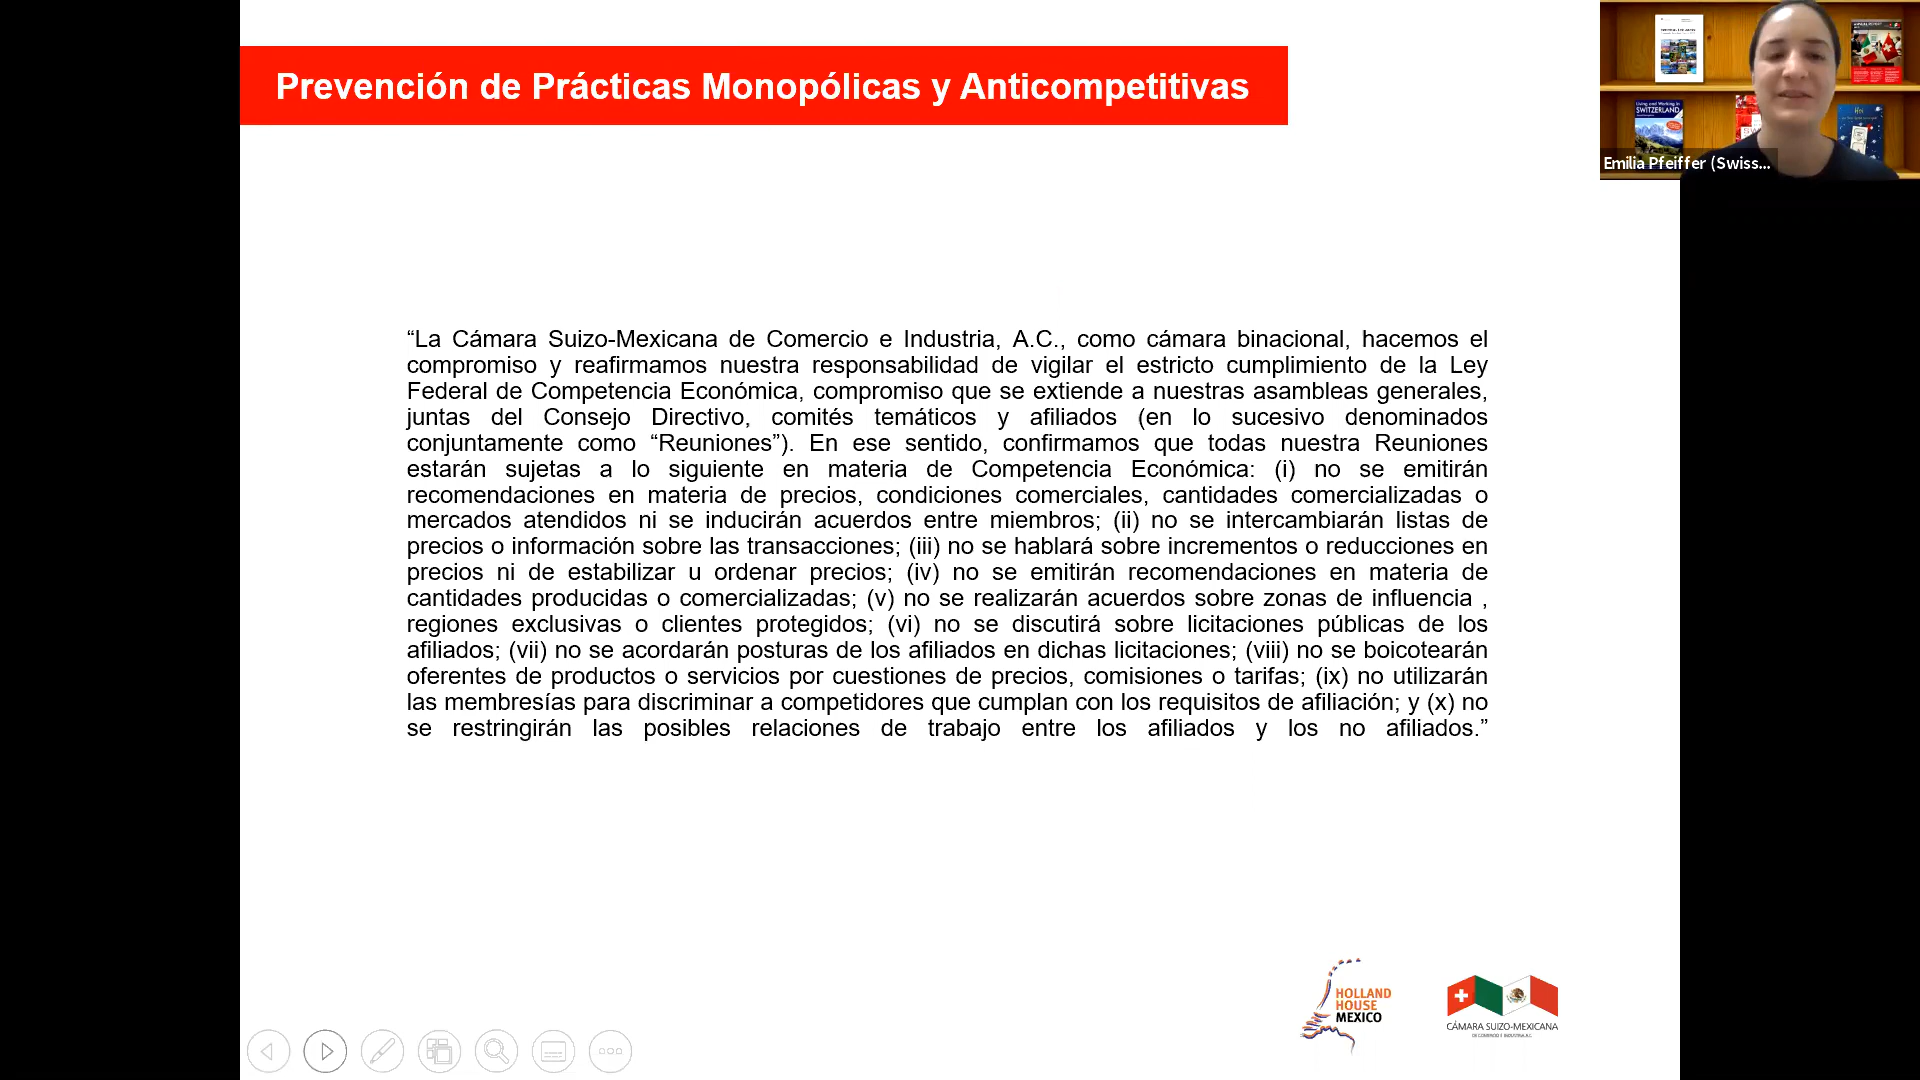 Prevención de Prácticas Monopólicas y Anticompetitivas
“La Cámara Suizo-Mexicana de Comercio e Industria, A.C., como cámara binacional, hacemos el
compromiso y reafirmamos nuestra responsabilidad de vigilar el estricto cumplimiento de la Ley
Federal de Competencia Económica, compromiso que se extiende a nuestras asambleas generales,
juntas del Consejo Directivo, comités temáticos y afiliados (en lo sucesivo denominados
conjuntamente como “Reuniones”). En ese sentido, confirmamos que todas nuestra Reuniones
estarán sujetas a lo siguiente en materia de Competencia Económica: (i) no se emitirán
recomendaciones en materia de precios, condiciones comerciales, cantidades comercializadas o
mercados atendidos ni se inducirán acuerdos entre miembros; (ii) no se intercambiarán listas de
precios o información sobre las transacciones; (iii) no se hablará sobre incrementos o reducciones en
precios ni de estabilizar u ordenar precios; (iv) no se emitirán recomendaciones en materia de
cantidades producidas o comercializadas; (v) no se realizarán acuerdos sobre zonas de influencia ,
regiones exclusivas o clientes protegidos; (vi) no se discutirá sobre licitaciones públicas de los
afiliados; (vii) no se acordarán posturas de los afiliados en dichas licitaciones; (viii) no se boicotearán
oferentes de productos o servicios por cuestiones de precios, comisiones o tarifas; (ix) no utilizarán
las membresías para discriminar a competidores que cumplan con los requisitos de afiliación; y (x) no
se restringirán las posibles relaciones de trabajo entre los afiliados y los no afiliados.”
Living and Working in
SWITZERLAND
Emilia Pfeiffer (Swiss...
HOLLAND
HOUSE
MEXICO
CÁMARA SUIZO-MEXICANA
DE COMERCIO E INDUSTRIA A.C.